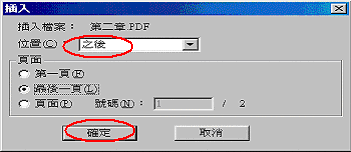 插入
插入檔案： 第二章 PDF
位置(C)： 之後
頁面
第一頁(F)
最後一頁(L)
頁面(P) 號碼(N)： 1 / 2
確定 取消